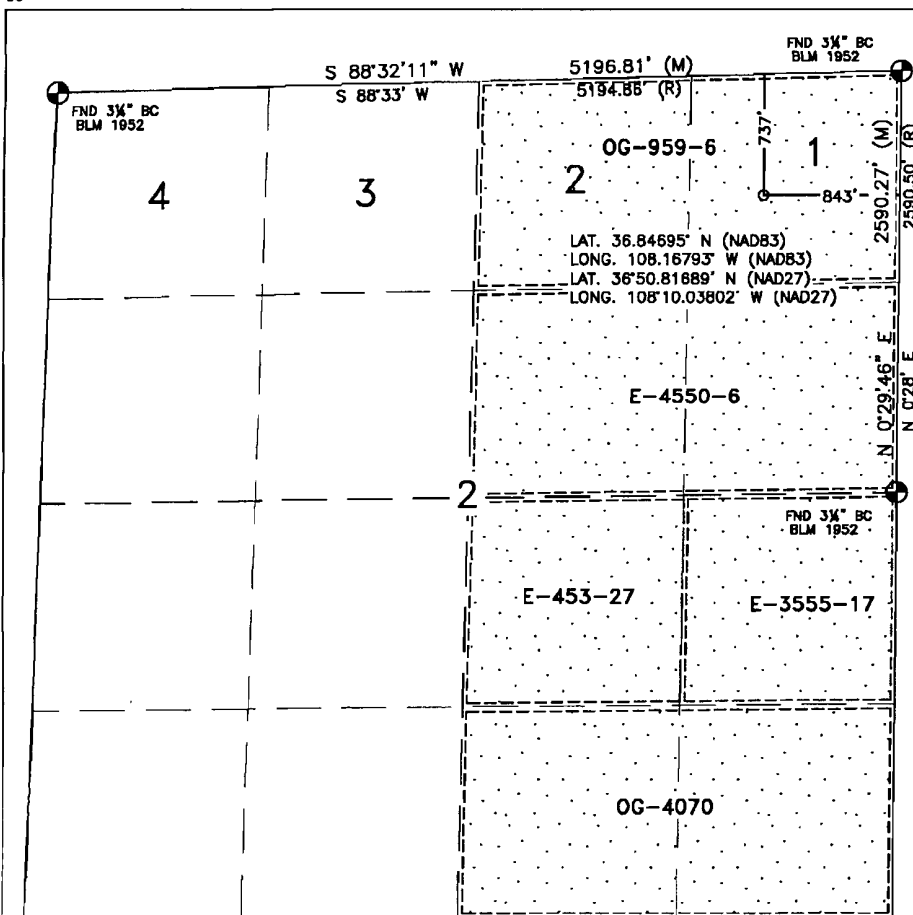 FND 3¼" BC
BLM 1952
S 88°32'11" W
5196.81' (M)
S 88°33' W
5194.86' (R)
FND 3¼" BC
BLM 1952
OG-959-6
737'
1
2
3
4
843'
2590.27' (M)
2590.50' (R)
LAT. 36.84695° N (NAD83)
LONG. 108.16793° W (NAD83)
LAT. 36°50.81689' N (NAD27)
LONG. 108°10.03802' W (NAD27)
E-4550-6
N 0°29'46" E
N 0°28' E
2
FND 3¼" BC
BLM 1952
E-453-27
E-3555-17
OG-4070